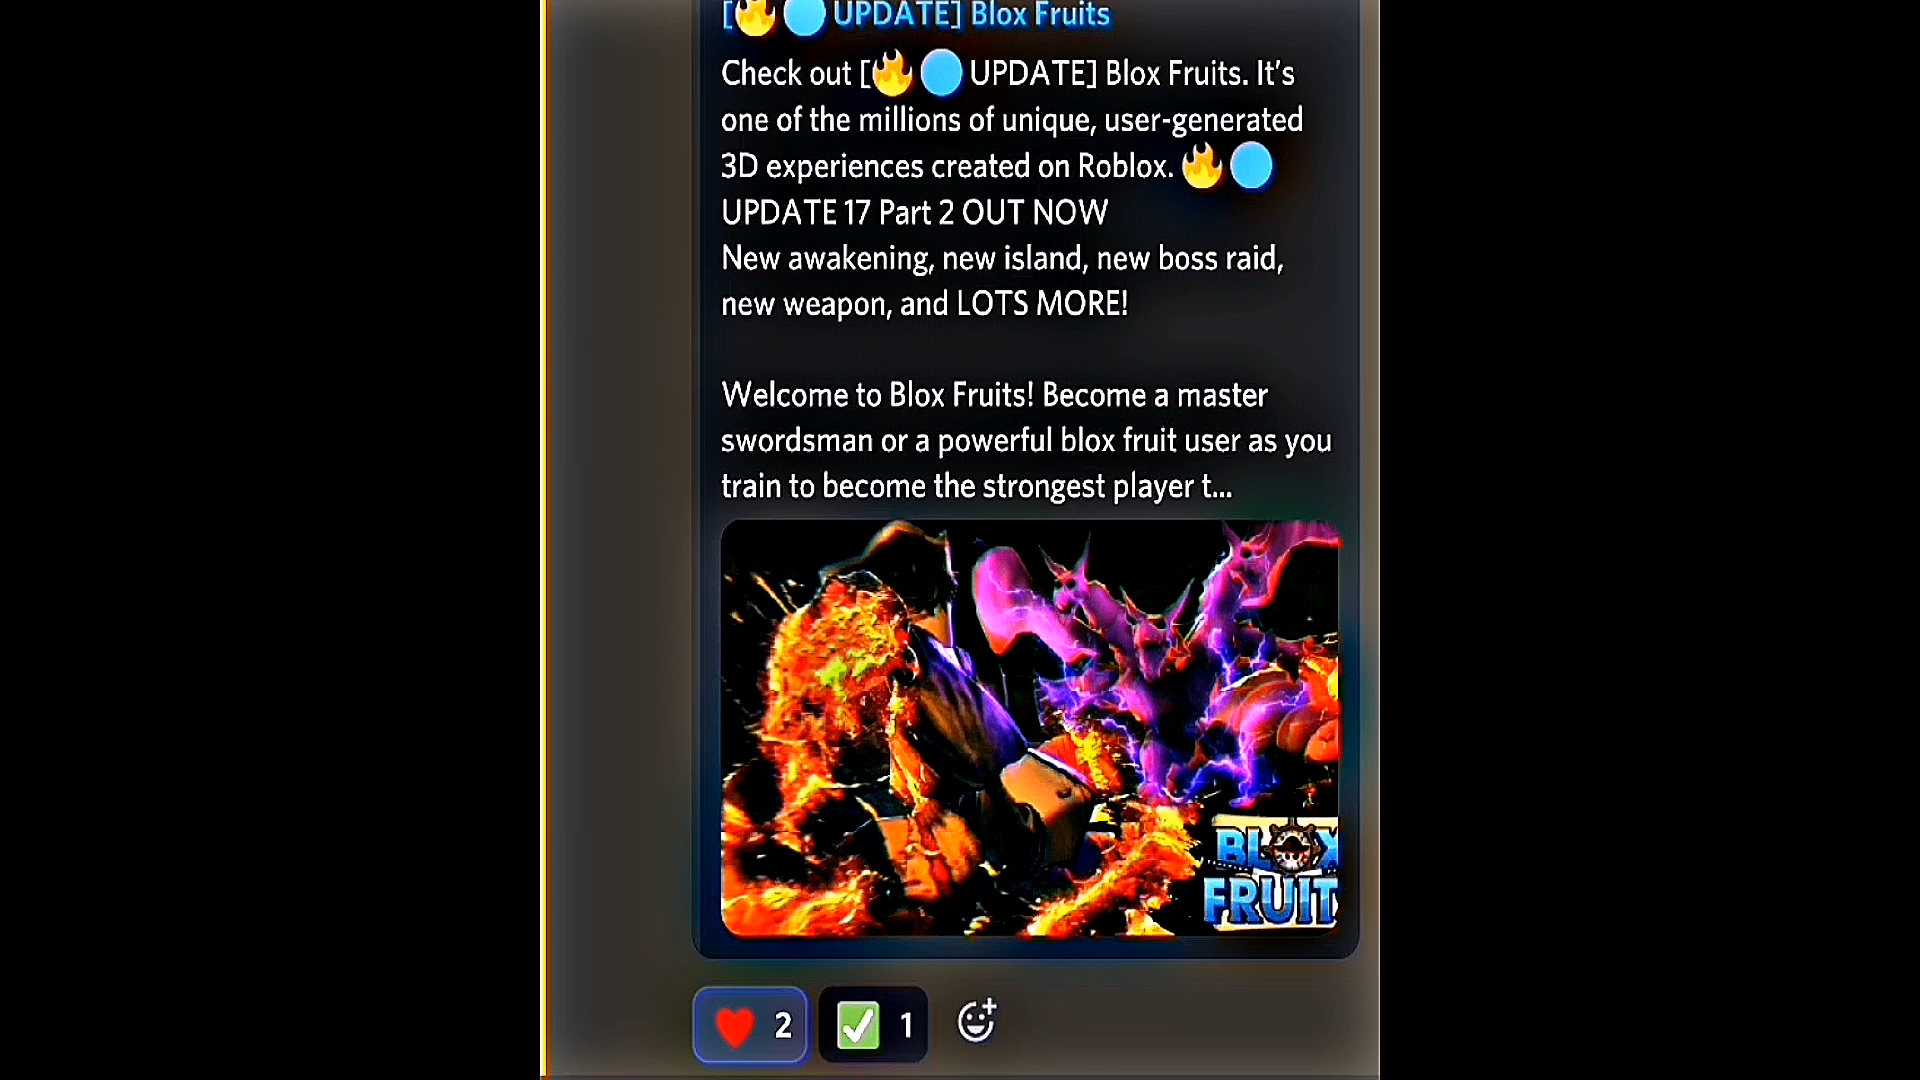 [🔥🔵UPDATE] Blox Fruits
Check out [🔥🔵 UPDATE] Blox Fruits. It’s
one of the millions of unique, user-generated
3D experiences created on Roblox. 🔥🔵
UPDATE 17 Part 2 OUT NOW
New awakening, new island, new boss raid,
new weapon, and LOTS MORE!
Welcome to Blox Fruits! Become a master
swordsman or a powerful blox fruit user as you
train to become the strongest player t...
BLOX
FRUIT
2
1